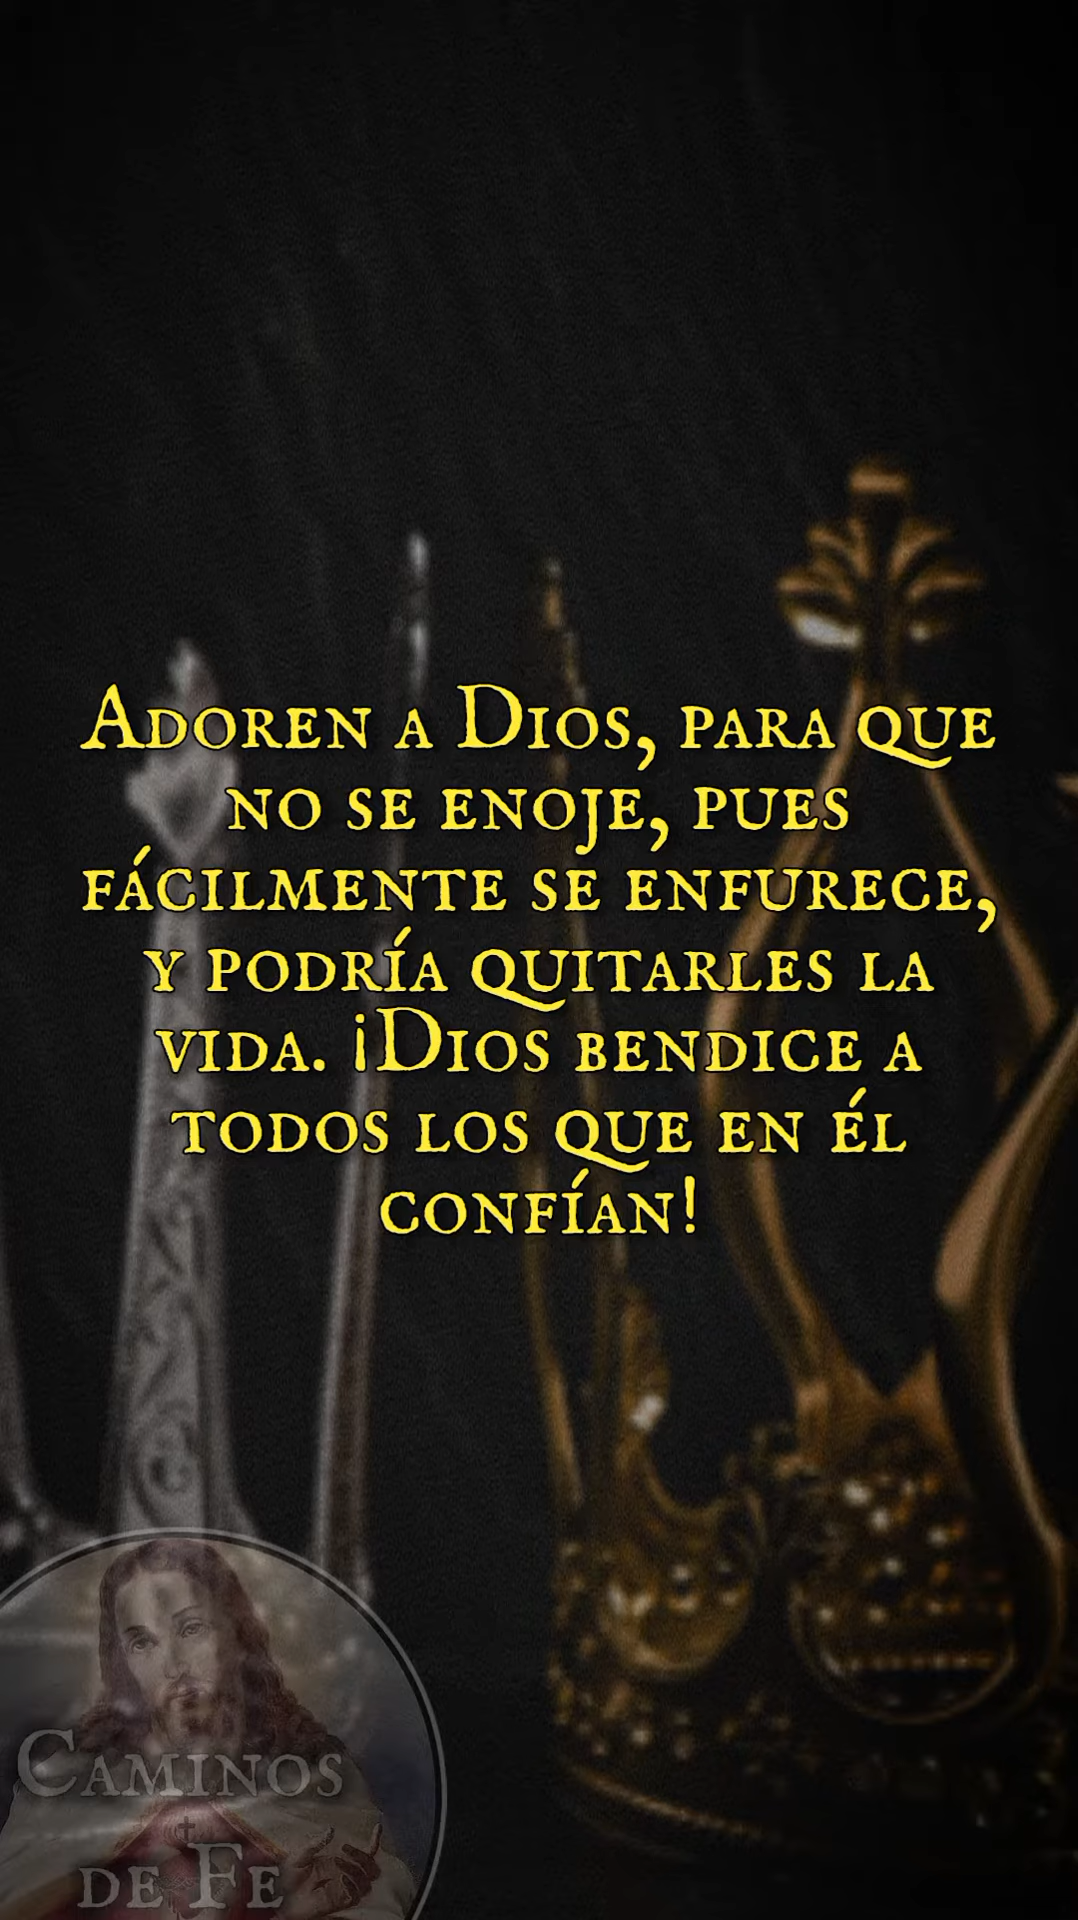 Adoren a Dios, para que
no se enoje, pues
fácilmente se enfurece,
y podría quitarles la
vida. ¡Dios bendice a
todos los que en él
confían!
Caminos
de Fe